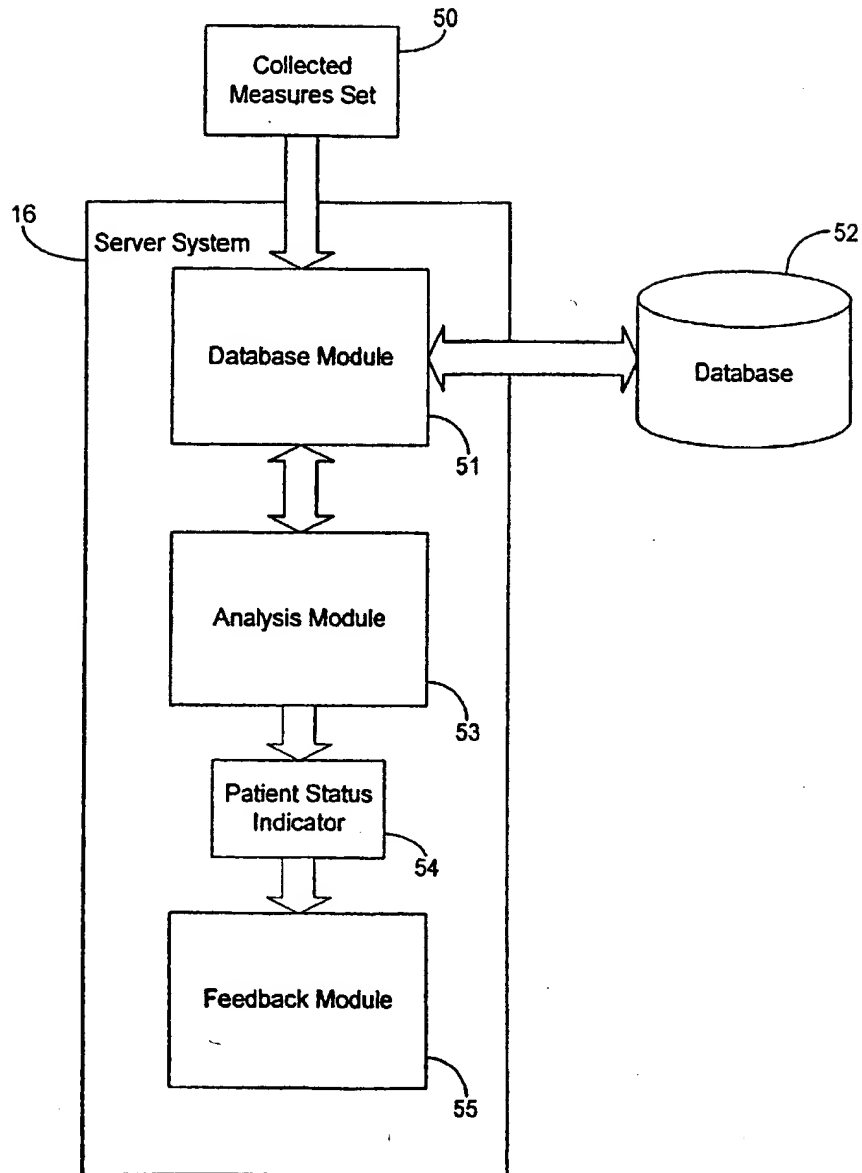 50
Collected
Measures Set
16
Server System
52
Database Module
Database
51
Analysis Module
53
Patient Status
Indicator
54
Feedback Module
55